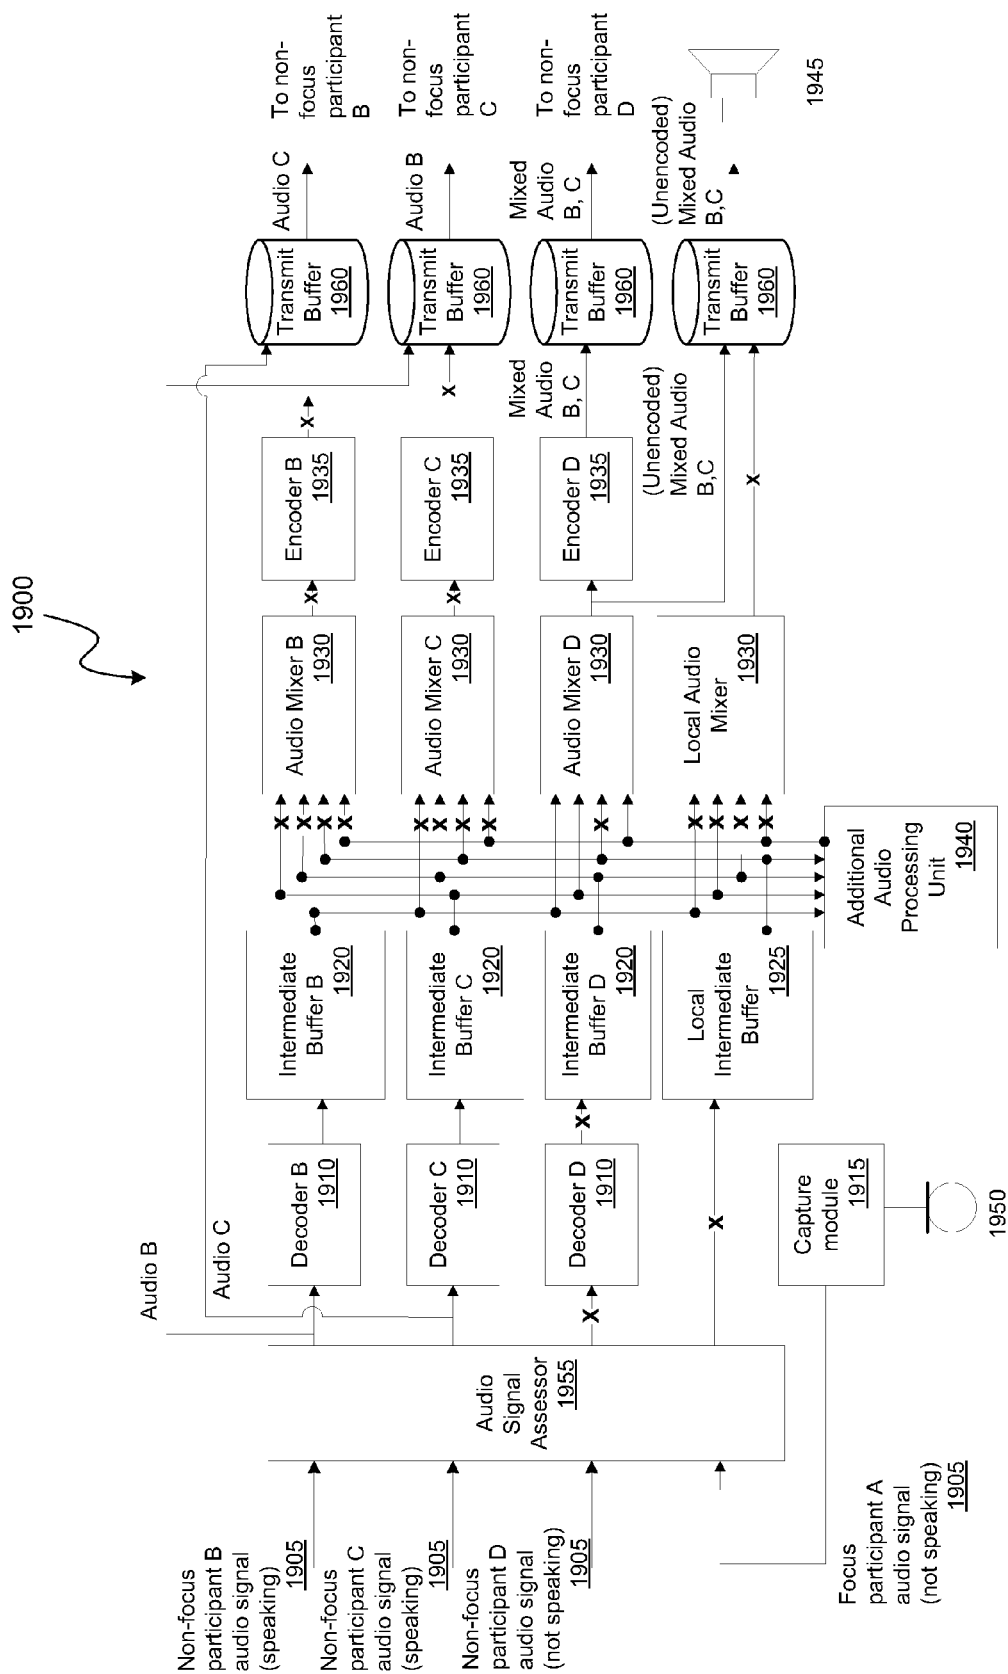 1900
Non-focus
participant B
audio signal
(speaking)
1905
Non-focus
participant C
audio signal
(speaking)
1905
Non-focus
participant D
audio signal
(not speaking)
1905
Focus
participant A
audio signal
(not speaking)
1905
Audio
Signal
Assessor
1955
Audio B
Audio C
Decoder B
1910
Decoder C
1910
Decoder D
1910
Capture
module
1915
1950
Intermediate
Buffer B
1920
Intermediate
Buffer C
1920
Intermediate
Buffer D
1920
Local
Intermediate
Buffer
1925
Additional
Audio
Processing
Unit
1940
Audio Mixer B
1930
Audio Mixer C
1930
Audio Mixer D
1930
Local Audio
Mixer
1930
Encoder B
1935
Encoder C
1935
Encoder D
1935
Mixed
Audio
B, C
(Unencoded)
Mixed Audio
B,C
Transmit
Buffer
1960
Transmit
Buffer
1960
Transmit
Buffer
1960
Transmit
Buffer
1960
Audio C
Audio B
Mixed
Audio
B, C
(Unencoded)
Mixed Audio
B,C
To non-
focus
participant
B
To non-
focus
participant
C
To non-
focus
participant
D
1945